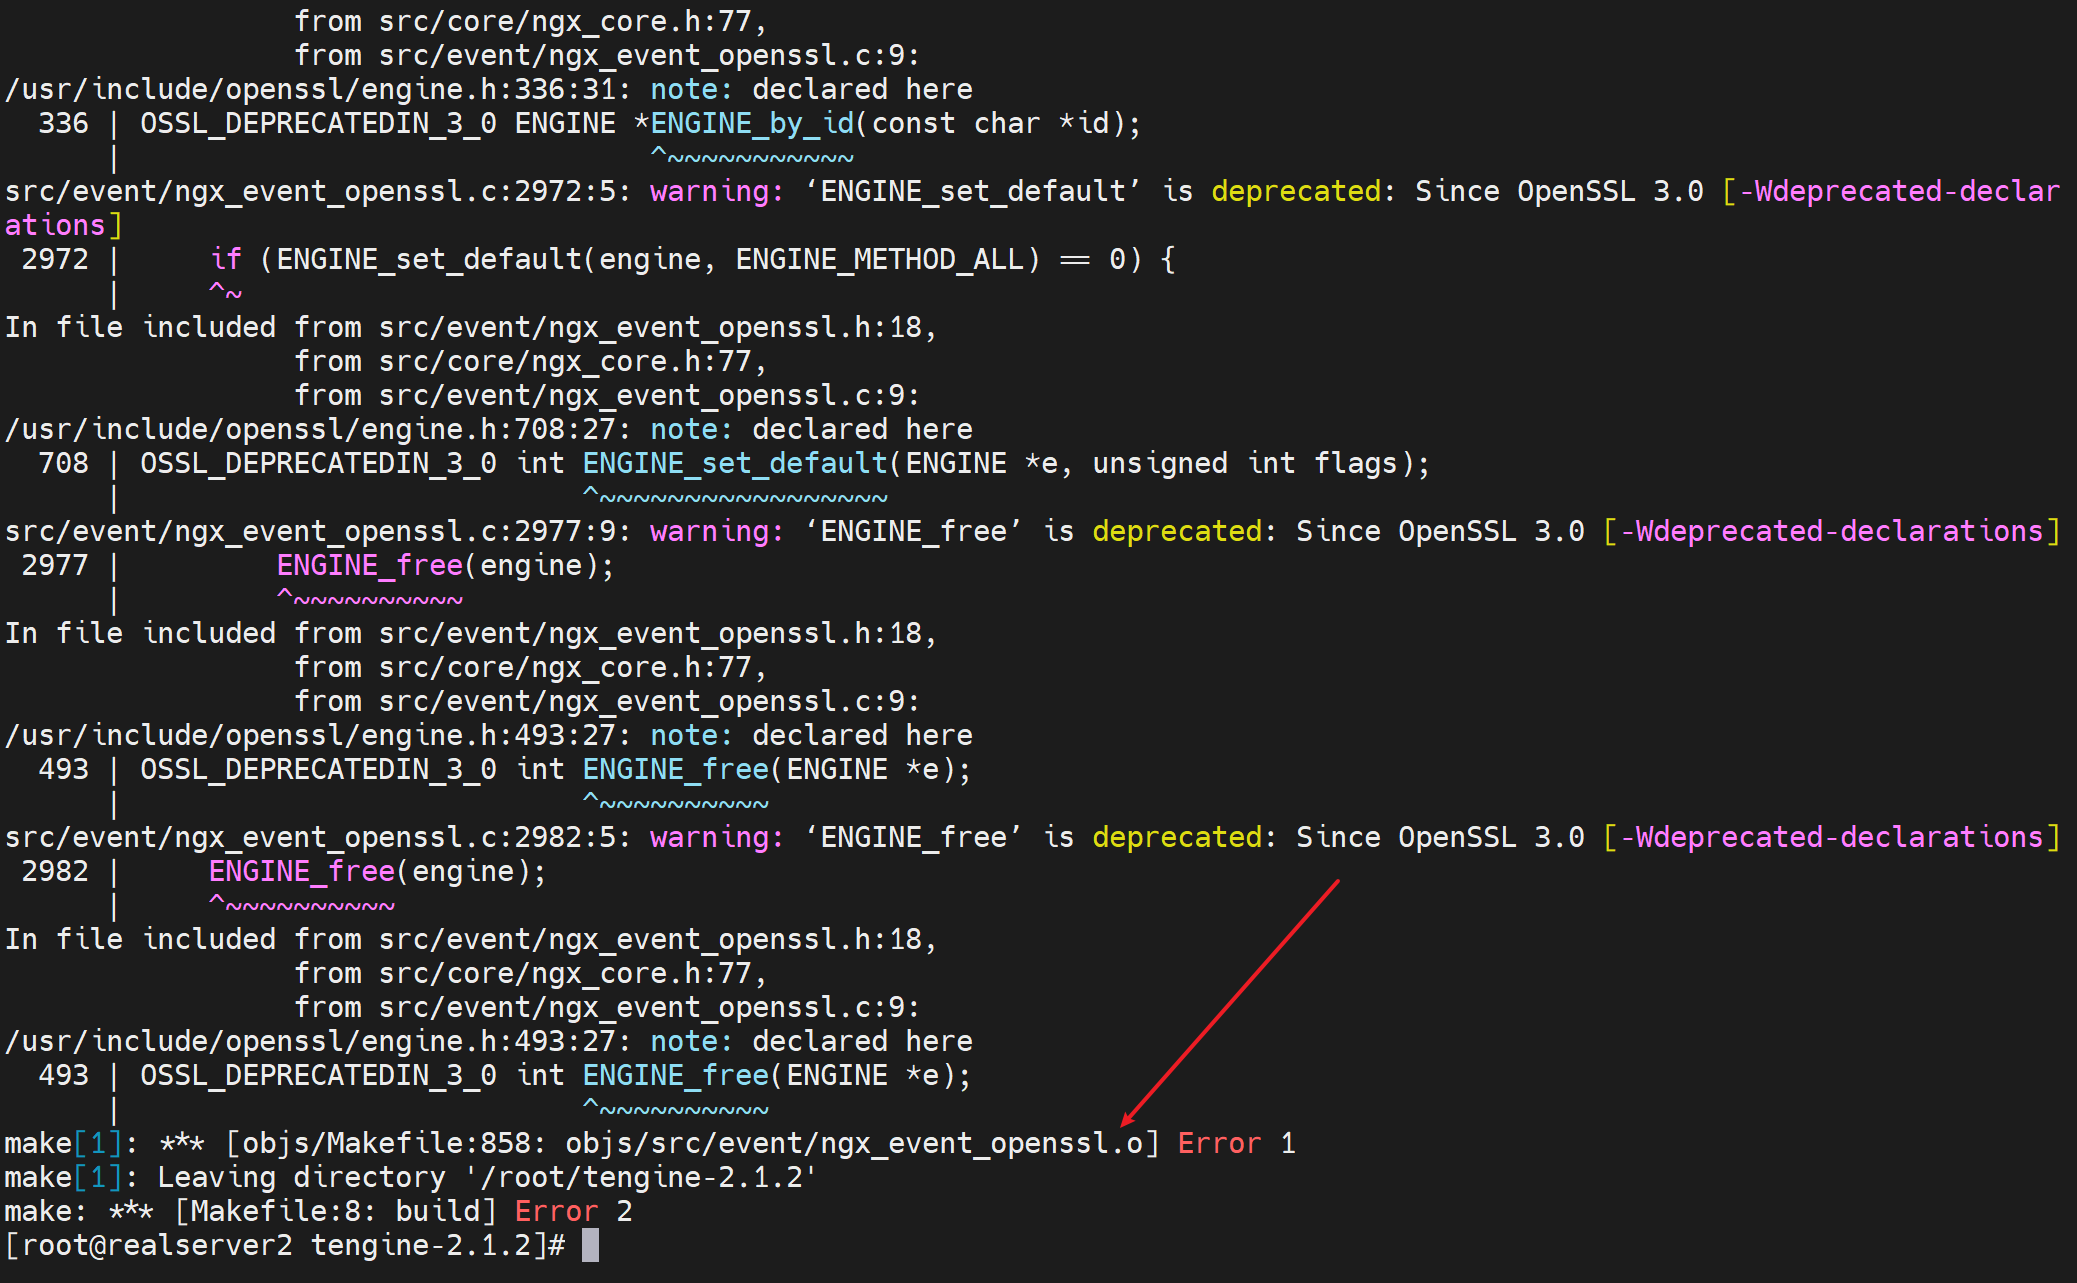 from src/core/ngx_core.h:77,
                 from src/event/ngx_event_openssl.c:9:
/usr/include/openssl/engine.h:336:31: note: declared here
  336 | OSSL_DEPRECATEDIN_3_0 ENGINE *ENGINE_by_id(const char *id);
      |                               ^~~~~~~~~~~~
src/event/ngx_event_openssl.c:2972:5: warning: ‘ENGINE_set_default’ is deprecated: Since OpenSSL 3.0 [-Wdeprecated-declar
ations]
 2972 |     if (ENGINE_set_default(engine, ENGINE_METHOD_ALL) == 0) {
      |     ^~
In file included from src/event/ngx_event_openssl.h:18,
                 from src/core/ngx_core.h:77,
                 from src/event/ngx_event_openssl.c:9:
/usr/include/openssl/engine.h:708:27: note: declared here
  708 | OSSL_DEPRECATEDIN_3_0 int ENGINE_set_default(ENGINE *e, unsigned int flags);
      |                           ^~~~~~~~~~~~~~~~~~
src/event/ngx_event_openssl.c:2977:9: warning: ‘ENGINE_free’ is deprecated: Since OpenSSL 3.0 [-Wdeprecated-declarations]
 2977 |         ENGINE_free(engine);
      |         ^~~~~~~~~~~
In file included from src/event/ngx_event_openssl.h:18,
                 from src/core/ngx_core.h:77,
                 from src/event/ngx_event_openssl.c:9:
/usr/include/openssl/engine.h:493:27: note: declared here
  493 | OSSL_DEPRECATEDIN_3_0 int ENGINE_free(ENGINE *e);
      |                           ^~~~~~~~~~~
src/event/ngx_event_openssl.c:2982:5: warning: ‘ENGINE_free’ is deprecated: Since OpenSSL 3.0 [-Wdeprecated-declarations]
 2982 |     ENGINE_free(engine);
      |     ^~~~~~~~~~~
In file included from src/event/ngx_event_openssl.h:18,
                 from src/core/ngx_core.h:77,
                 from src/event/ngx_event_openssl.c:9:
/usr/include/openssl/engine.h:493:27: note: declared here
  493 | OSSL_DEPRECATEDIN_3_0 int ENGINE_free(ENGINE *e);
      |                           ^~~~~~~~~~~
make[1]: *** [objs/Makefile:858: objs/src/event/ngx_event_openssl.o] Error 1
make[1]: Leaving directory '/root/tengine-2.1.2'
make: *** [Makefile:8: build] Error 2
[root@realserver2 tengine-2.1.2]#